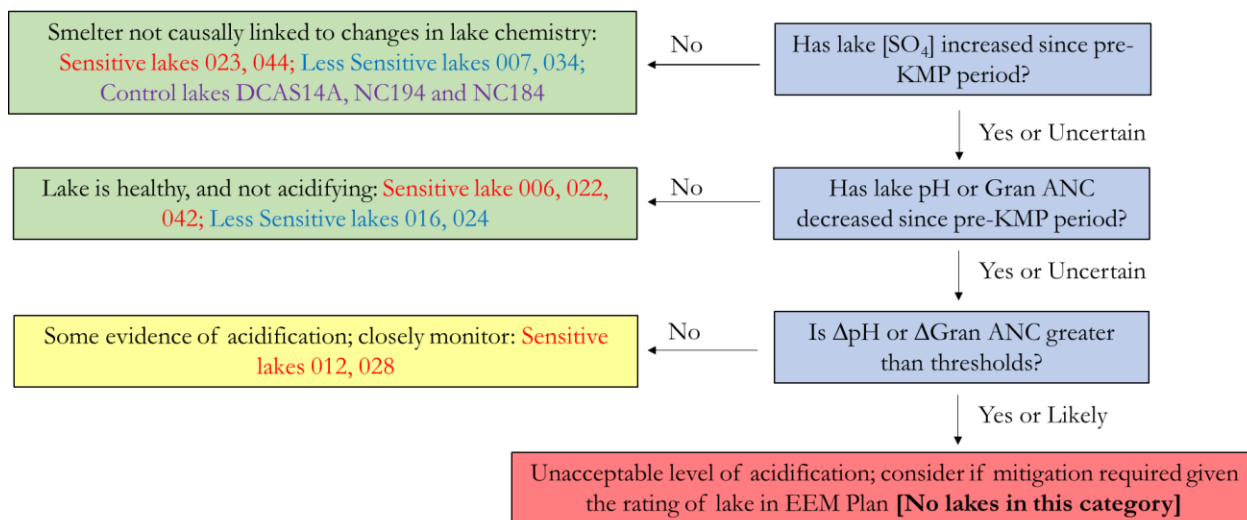 Smelter not causally linked to changes in lake chemistry:
Sensitive lakes 023, 044; Less Sensitive lakes 007, 034;
Control lakes DCAS14A, NC194 and NC184
No
Has lake [SO₄] increased since pre-
KMP period?
Yes or Uncertain
Lake is healthy, and not acidifying: Sensitive lake 006, 022,
042; Less Sensitive lakes 016, 024
No
Has lake pH or Gran ANC
decreased since pre-KMP period?
Yes or Uncertain
Some evidence of acidification; closely monitor: Sensitive
lakes 012, 028
No
Is ΔpH or ΔGran ANC greater
than thresholds?
Yes or Likely
Unacceptable level of acidification; consider if mitigation required given
the rating of lake in EEM Plan [No lakes in this category]